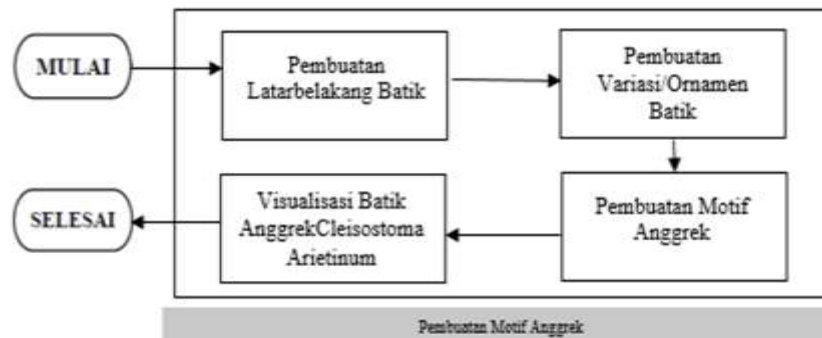 MULAI
Pembuatan
Latarbelakang Batik
Pembuatan
Variasi/Ornamen
Batik
Pembuatan Motif
Anggrek
Visualisasi Batik
AnggrekCleisostoma
Arietinum
SELESAI
Pembuatan Motif Anggrek